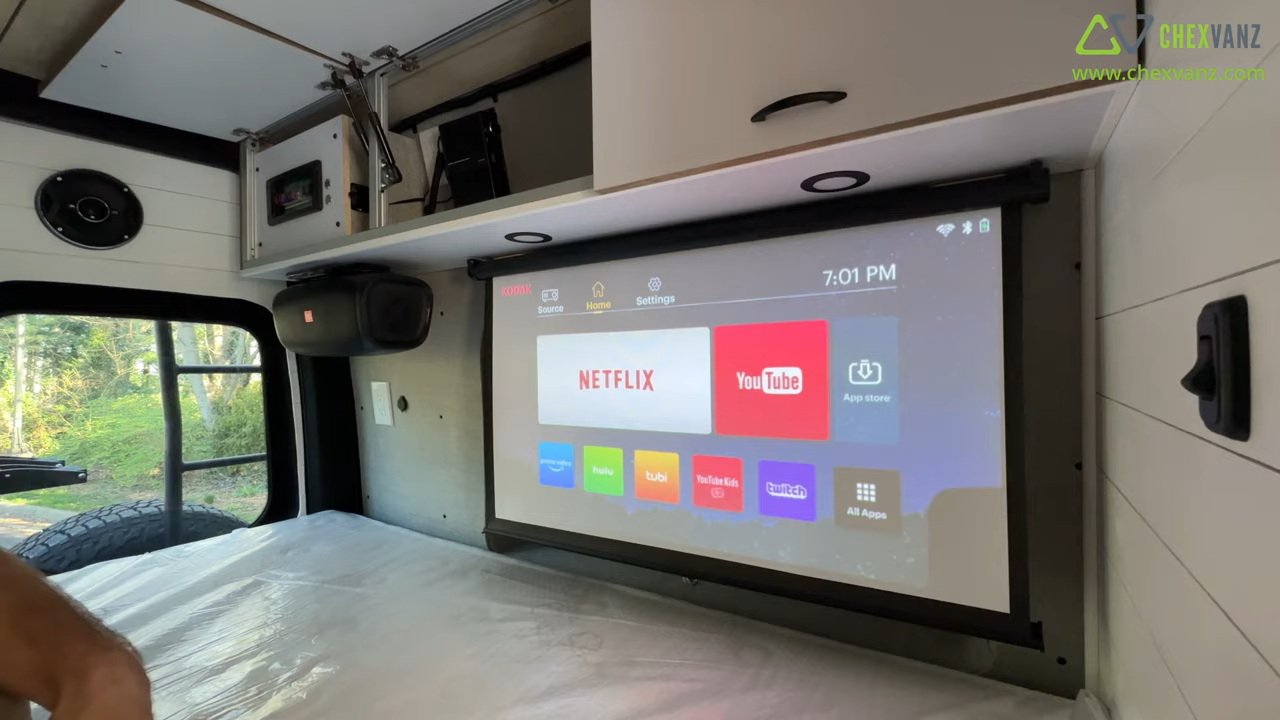 CHEXVANZ
www.chexvanz.com
KODAK
Source
Home
Settings
7:01 PM
NETFLIX
YouTube
App store
prime video
hulu
tubi
YouTube Kids
twitch
All Apps